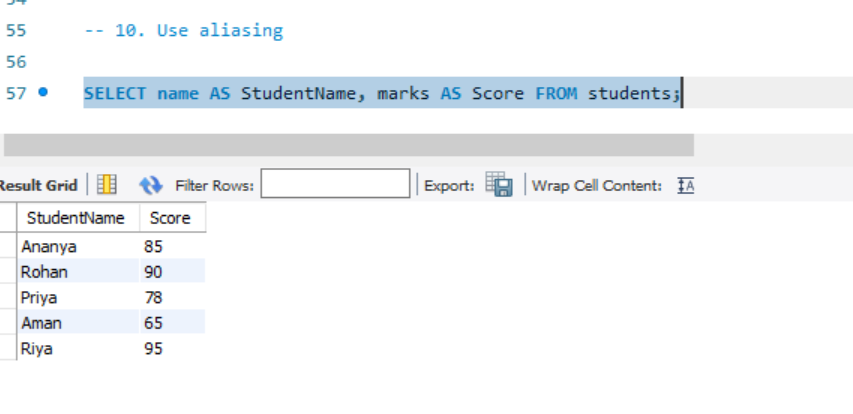 55 -- 10. Use aliasing
56
57 SELECT name AS StudentName, marks AS Score FROM students;
Result Grid Filter Rows: Export: Wrap Cell Content: IA
StudentName Score
Ananya 85
Rohan 90
Priya 78
Aman 65
Riya 95